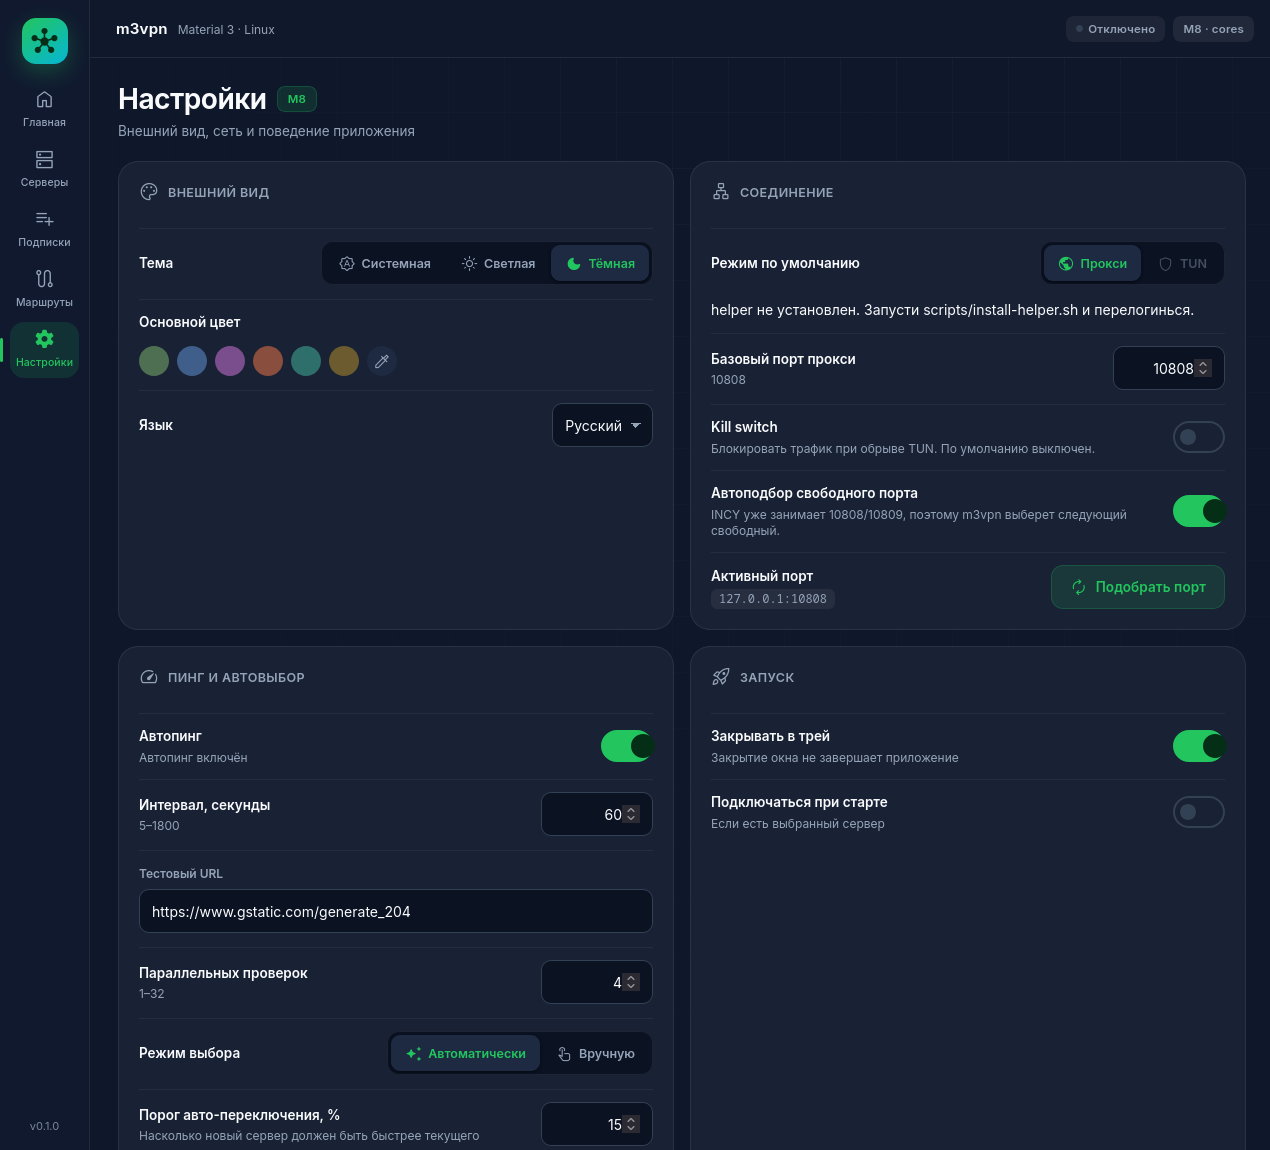 m3vpn Material 3 · Linux
Отключено
M8 · cores
Главная
Серверы
Подписки
Маршруты
Настройки
v0.1.0
Настройки M8
Внешний вид, сеть и поведение приложения
ВНЕШНИЙ ВИД
Тема
Системная
Светлая
Тёмная
Основной цвет
Язык
Русский
СОЕДИНЕНИЕ
Режим по умолчанию
Прокси
TUN
helper не установлен. Запусти scripts/install-helper.sh и перелогинься.
Базовый порт прокси
10808
10808
Kill switch
Блокировать трафик при обрыве TUN. По умолчанию выключен.
Автоподбор свободного порта
INCY уже занимает 10808/10809, поэтому m3vpn выберет следующий
свободный.
Активный порт
127.0.0.1:10808
Подобрать порт
ПИНГ И АВТОВЫБОР
Автопинг
Автопинг включён
Интервал, секунды
5–1800
60
Тестовый URL
https://www.gstatic.com/generate_204
Параллельных проверок
1–32
4
Режим выбора
Автоматически
Вручную
Порог авто-переключения, %
Насколько новый сервер должен быть быстрее текущего
15
ЗАПУСК
Закрывать в трей
Закрытие окна не завершает приложение
Подключаться при старте
Если есть выбранный сервер